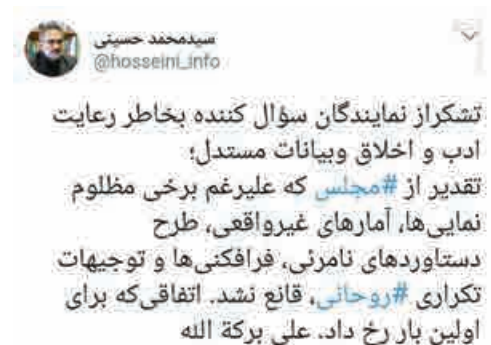 سیدمحمد حسینی
@hosseini_info
تشکراز نمایندگان سؤال کننده بخاطر رعایت
ادب و اخلاق وبیانات مستدل؛
تقدیر از #مجلس که علیرغم برخی مظلوم
نمایی‌ها، آمارهای غیرواقعی، طرح
دستاوردهای نامرئی، فرافکنی‌ها و توجیهات
تکراری #روحانی، قانع نشد. اتفاقی‌که برای
اولین بار رخ داد. علی برکة الله